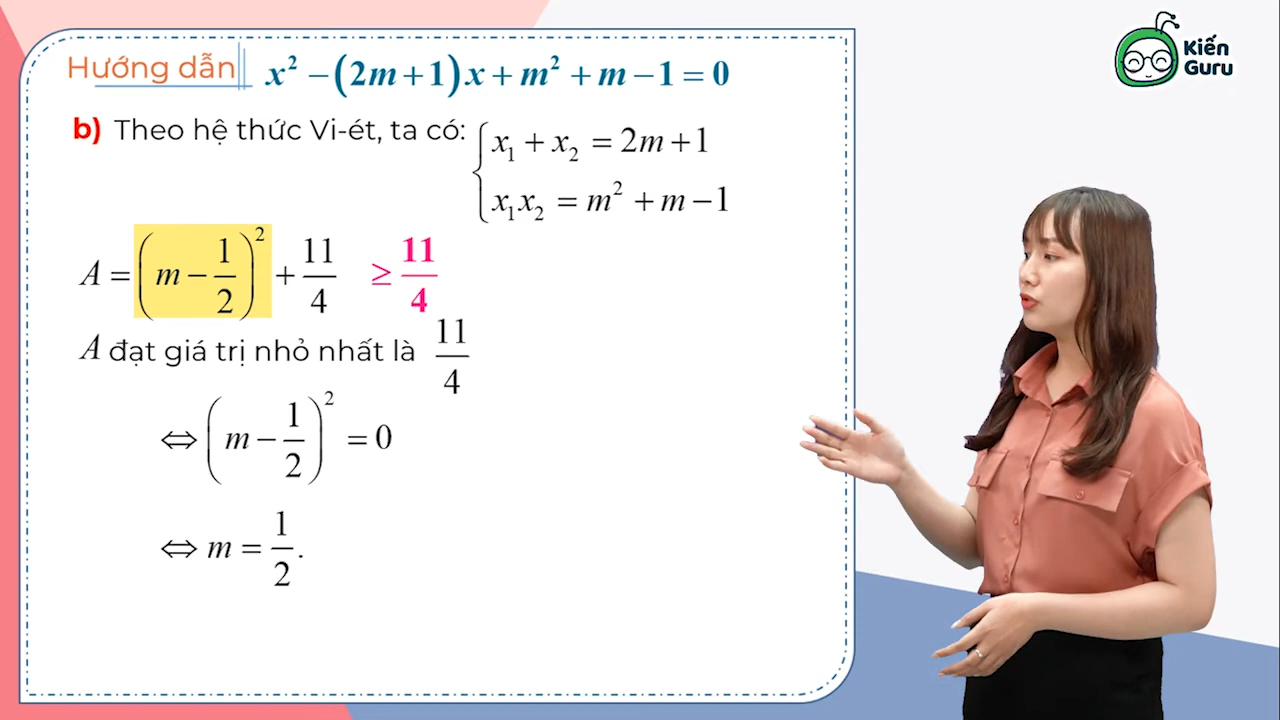 Hướng dẫn x² − (2m + 1)x + m² + m − 1 = 0
Kiến
Guru
b) Theo hệ thức Vi-ét, ta có: { x₁ + x₂ = 2m + 1
x₁x₂ = m² + m − 1
A = (m − 1/2)² + 11/4 ≥ 11/4
A đạt giá trị nhỏ nhất là 11/4
⇔ (m − 1/2)² = 0
⇔ m = 1/2.